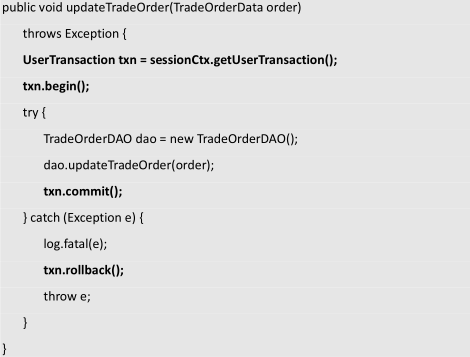 public void updateTradeOrder(TradeOrderData order)
throws Exception {
UserTransaction txn = sessionCtx.getUserTransaction();
txn.begin();
try {
TradeOrderDAO dao = new TradeOrderDAO();
dao.updateTradeOrder(order);
txn.commit();
} catch (Exception e) {
log.fatal(e);
txn.rollback();
throw e;
}
}